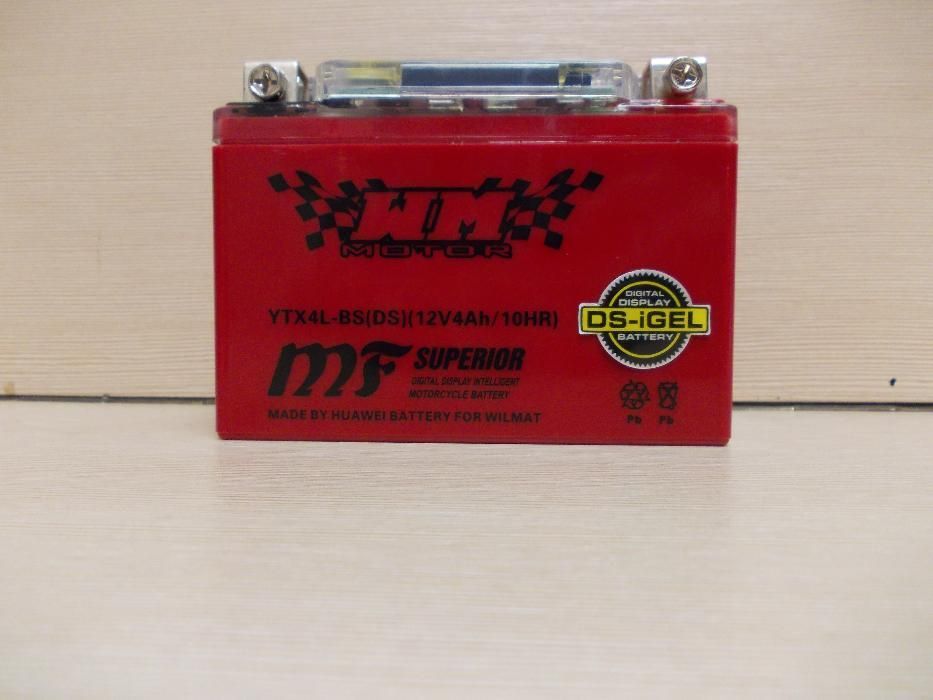 WM
MOTOR
YTX4L-BS(DS)(12V4Ah/10HR)
MF SUPERIOR
DIGITAL DISPLAY INTELLIGENT
MOTORCYCLE BATTERY
MADE BY HUAWEI BATTERY FOR WILMAT
DIGITAL
DISPLAY
DS-iGEL
BATTERY
Pb Pb